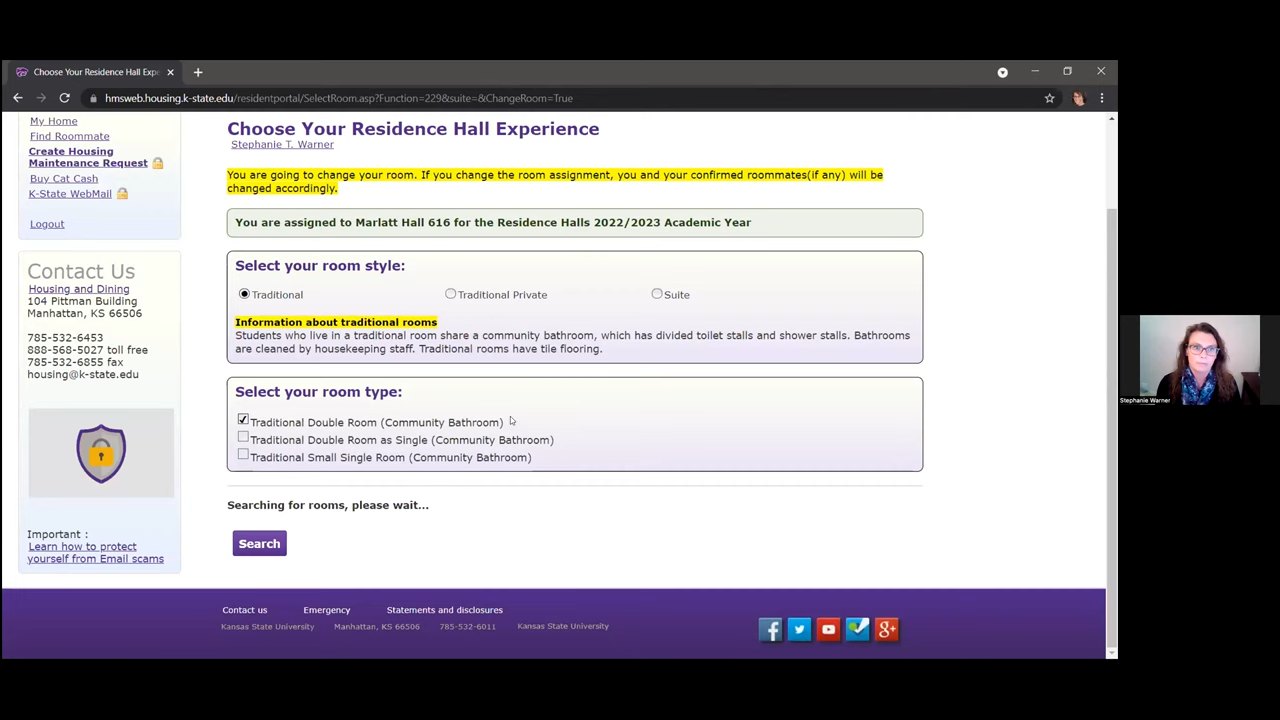 Choose Your Residence Hall Expe
hmsweb.housing.k-state.edu/residentportal/SelectRoom.asp?Function=229&suite=&ChangeRoom=True
My Home
Find Roommate
Create Housing
Maintenance Request
Buy Cat Cash
K-State WebMail
Logout
Contact Us
Housing and Dining
104 Pittman Building
Manhattan, KS 66506
785-532-6453
888-568-5027 toll free
785-532-6855 fax
housing@k-state.edu
Important :
Learn how to protect
yourself from Email scams
Choose Your Residence Hall Experience
Stephanie T. Warner
You are going to change your room. If you change the room assignment, you and your confirmed roommates(if any) will be
changed accordingly.
You are assigned to Marlatt Hall 616 for the Residence Halls 2022/2023 Academic Year
Select your room style:
Traditional Traditional Private Suite
Information about traditional rooms
Students who live in a traditional room share a community bathroom, which has divided toilet stalls and shower stalls. Bathrooms
are cleaned by housekeeping staff. Traditional rooms have tile flooring.
Select your room type:
Traditional Double Room (Community Bathroom)
Traditional Double Room as Single (Community Bathroom)
Traditional Small Single Room (Community Bathroom)
Searching for rooms, please wait...
Search
Contact us Emergency Statements and disclosures
Kansas State University Manhattan, KS 66506 785-532-6011 Kansas State University
Stephanie Warner